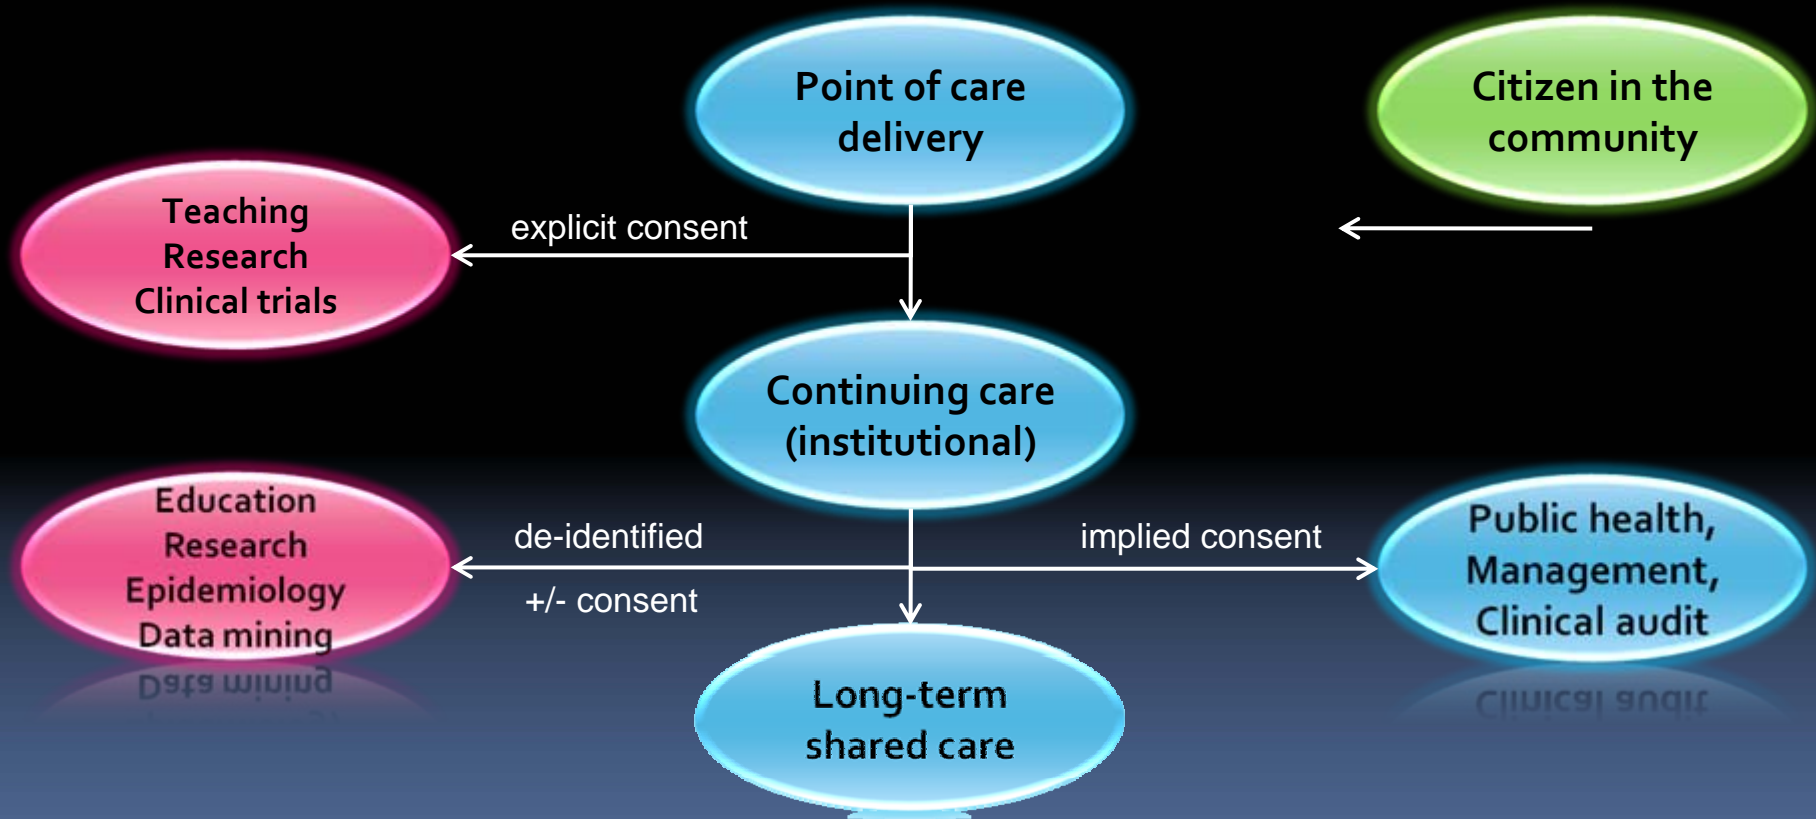 Point of care
delivery
Citizen in the
community
Teaching
Research
Clinical trials
explicit consent
Continuing care
(institutional)
Education
Research
Epidemiology
Data mining
de-identified
+/- consent
implied consent
Public health,
Management,
Clinical audit
Long-term
shared care